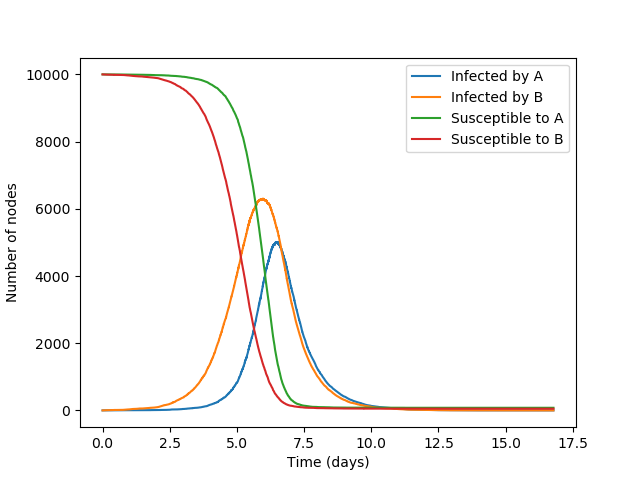 Number of nodes
10000
8000
6000
4000
2000
0
Infected by A
Infected by B
Susceptible to A
Susceptible to B
0.0 2.5 5.0 7.5 10.0 12.5 15.0 17.5
Time (days)